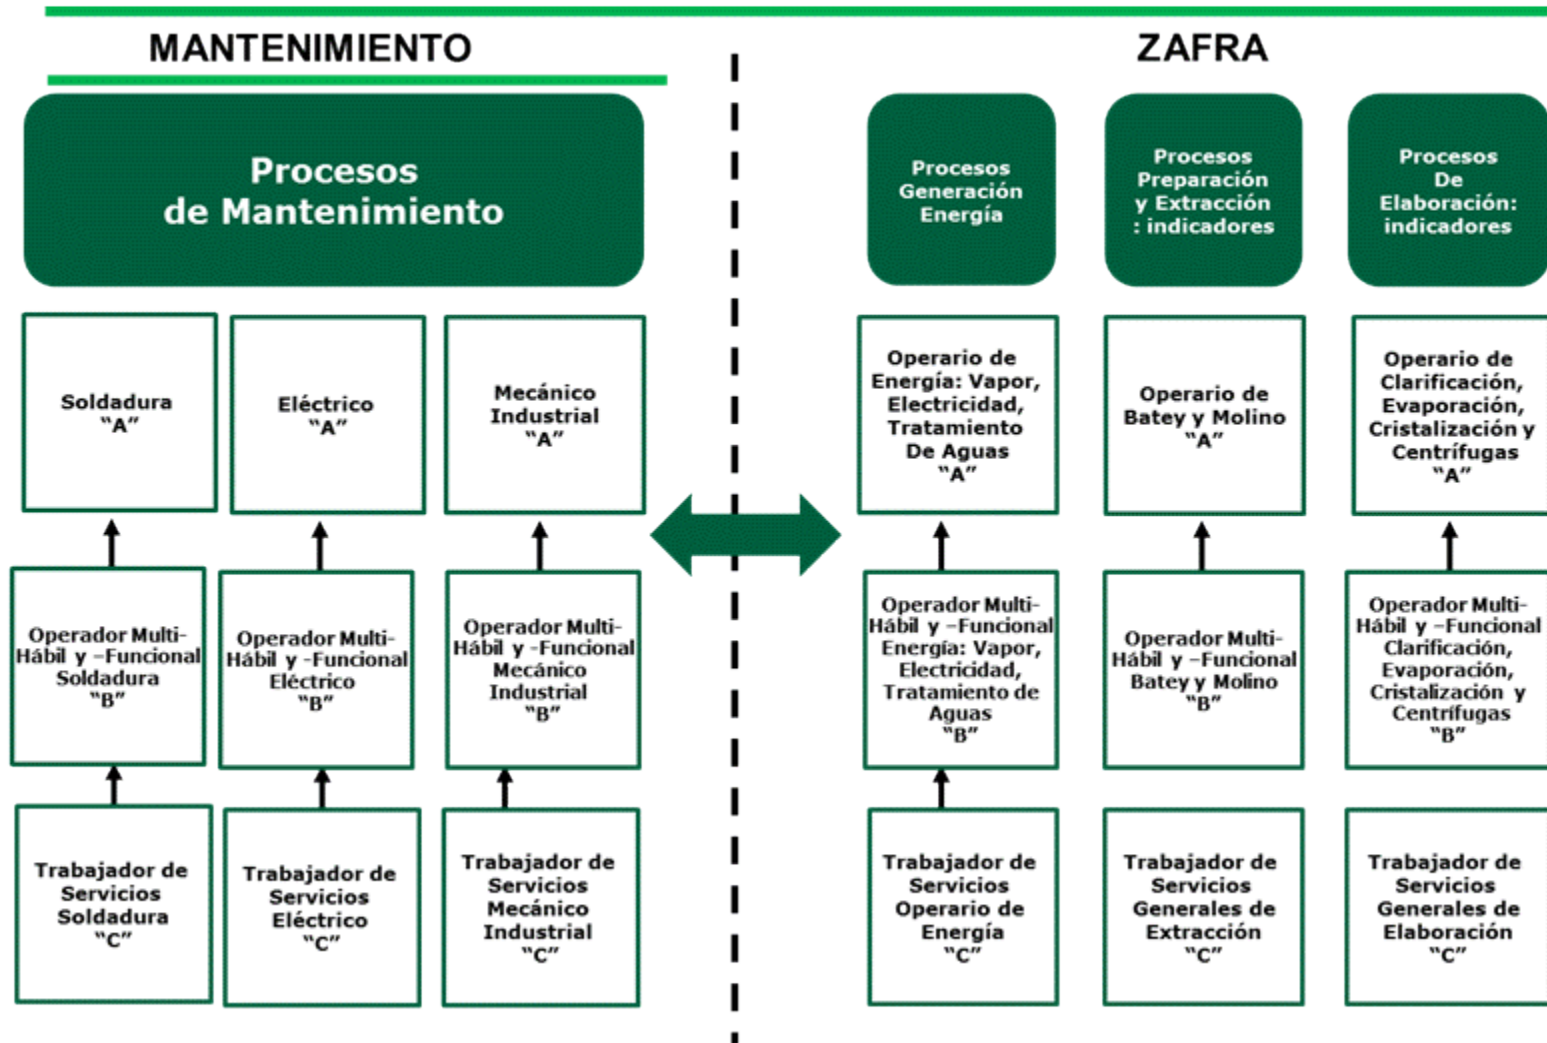 MANTENIMIENTO
ZAFRA
Procesos
de Mantenimiento
Procesos
Generación
Energía
Procesos
Preparación
y Extracción
: indicadores
Procesos
De
Elaboración:
indicadores
Soldadura
“A”
Eléctrico
“A”
Mecánico
Industrial
“A”
Operario de
Energía: Vapor,
Electricidad,
Tratamiento
De Aguas
“A”
Operario de
Batey y Molino
“A”
Operario de
Clarificación,
Evaporación,
Cristalización y
Centrífugas
“A”
Operador Multi-
Hábil y –Funcional
Soldadura
“B”
Operador Multi-
Hábil y -Funcional
Eléctrico
“B”
Operador Multi-
Hábil y -Funcional
Mecánico
Industrial
“B”
Operador Multi-
Hábil y –Funcional
Energía: Vapor,
Electricidad,
Tratamiento de
Aguas
“B”
Operador Multi-
Hábil y –Funcional
Batey y Molino
“B”
Operador Multi-
Hábil y –Funcional
Clarificación,
Evaporación,
Cristalización y
Centrífugas
“B”
Trabajador de
Servicios
Soldadura
“C”
Trabajador de
Servicios
Eléctrico
“C”
Trabajador de
Servicios
Mecánico
Industrial
“C”
Trabajador de
Servicios
Operario de
Energía
“C”
Trabajador de
Servicios
Generales de
Extracción
“C”
Trabajador de
Servicios
Generales de
Elaboración
“C”